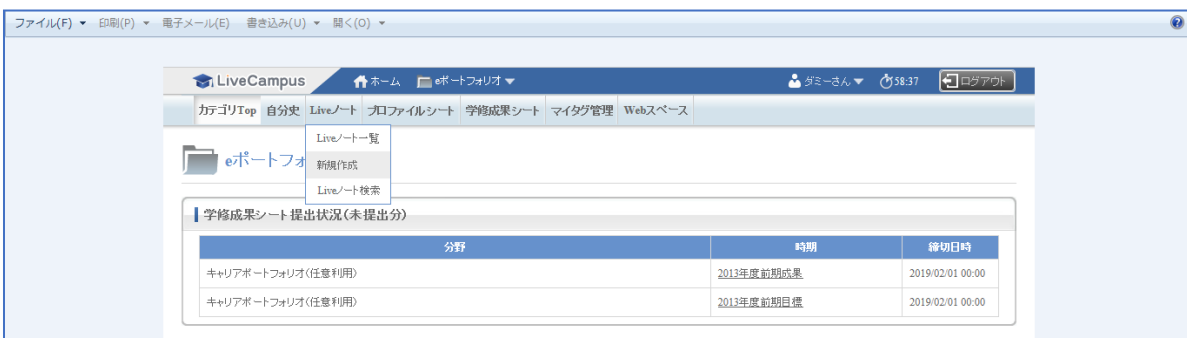 ファイル(F) 印刷(P) 電子メール(E) 書き込み(U) 開く(O)
LiveCampus ホーム eポートフォリオ ダミーさん 58:37 ログアウト
カテゴリTop 自分史 Liveノート プロファイルシート 学修成果シート マイタグ管理 Webスペース
Liveノート一覧
eポートフォ 新規作成
Liveノート検索
学修成果シート提出状況(未提出分)
分野 時期 締切日時
キャリアポートフォリオ(任意利用) 2013年度前期成果 2019/02/01 00:00
キャリアポートフォリオ(任意利用) 2013年度前期目標 2019/02/01 00:00